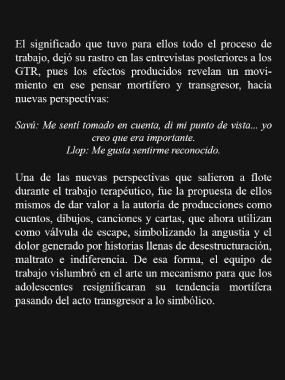 El significado que tuvo para ellos todo el proceso de
trabajo, dejó su rastro en las entrevistas posteriores a los
GTR, pues los efectos producidos revelan un movi-
miento en ese pensar mortífero y transgresor, hacia
nuevas perspectivas:
Savú: Me sentí tomado en cuenta, di mi punto de vista... yo
creo que era importante.
Llop: Me gusta sentirme reconocido.
Una de las nuevas perspectivas que salieron a flote
durante el trabajo terapéutico, fue la propuesta de ellos
mismos de dar valor a la autoría de producciones como
cuentos, dibujos, canciones y cartas, que ahora utilizan
como válvula de escape, simbolizando la angustia y el
dolor generado por historias llenas de desestructuración,
maltrato e indiferencia. De esa forma, el equipo de
trabajo vislumbró en el arte un mecanismo para que los
adolescentes resignificaran su tendencia mortífera
pasando del acto transgresor a lo simbólico.